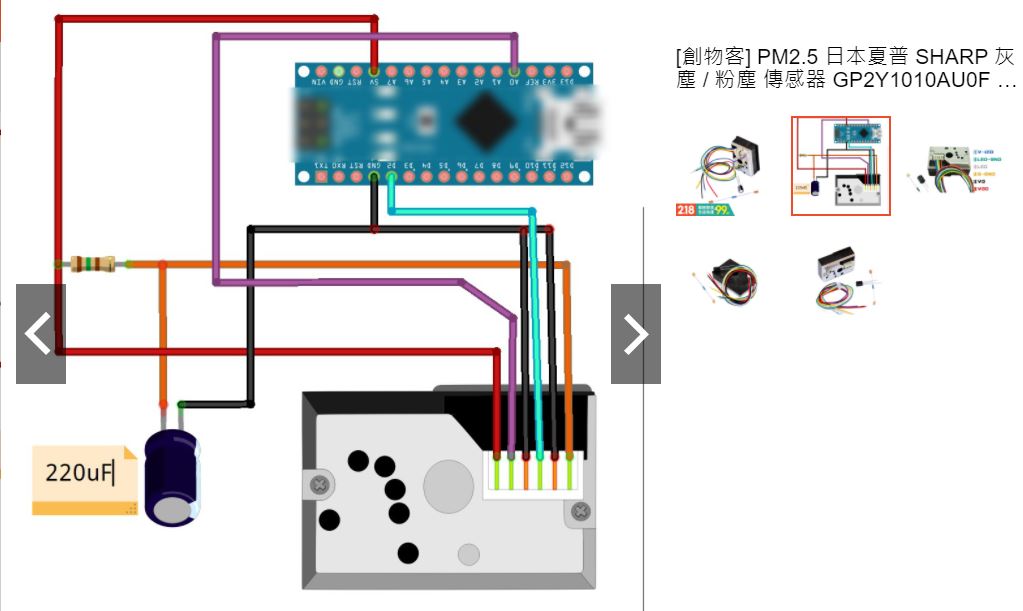 [創物客] PM2.5 日本夏普 SHARP 灰
塵 / 粉塵 傳感器 GP2Y1010AU0F ...
VIN GND RST 5V A7 A6 A5 A4 A3 A2 A1 A0 REF 3V3 D13
TX1 RX0 RST GND D2 D3 D4 D5 D6 D7 D8 D9 D10 D11 D12
220uF
218
99